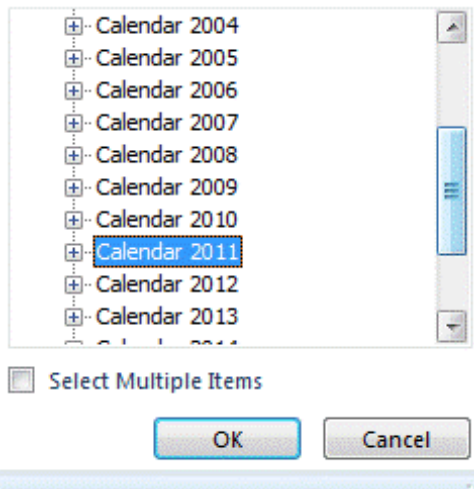 Calendar 2004
Calendar 2005
Calendar 2006
Calendar 2007
Calendar 2008
Calendar 2009
Calendar 2010
Calendar 2011
Calendar 2012
Calendar 2013
Select Multiple Items
OK Cancel